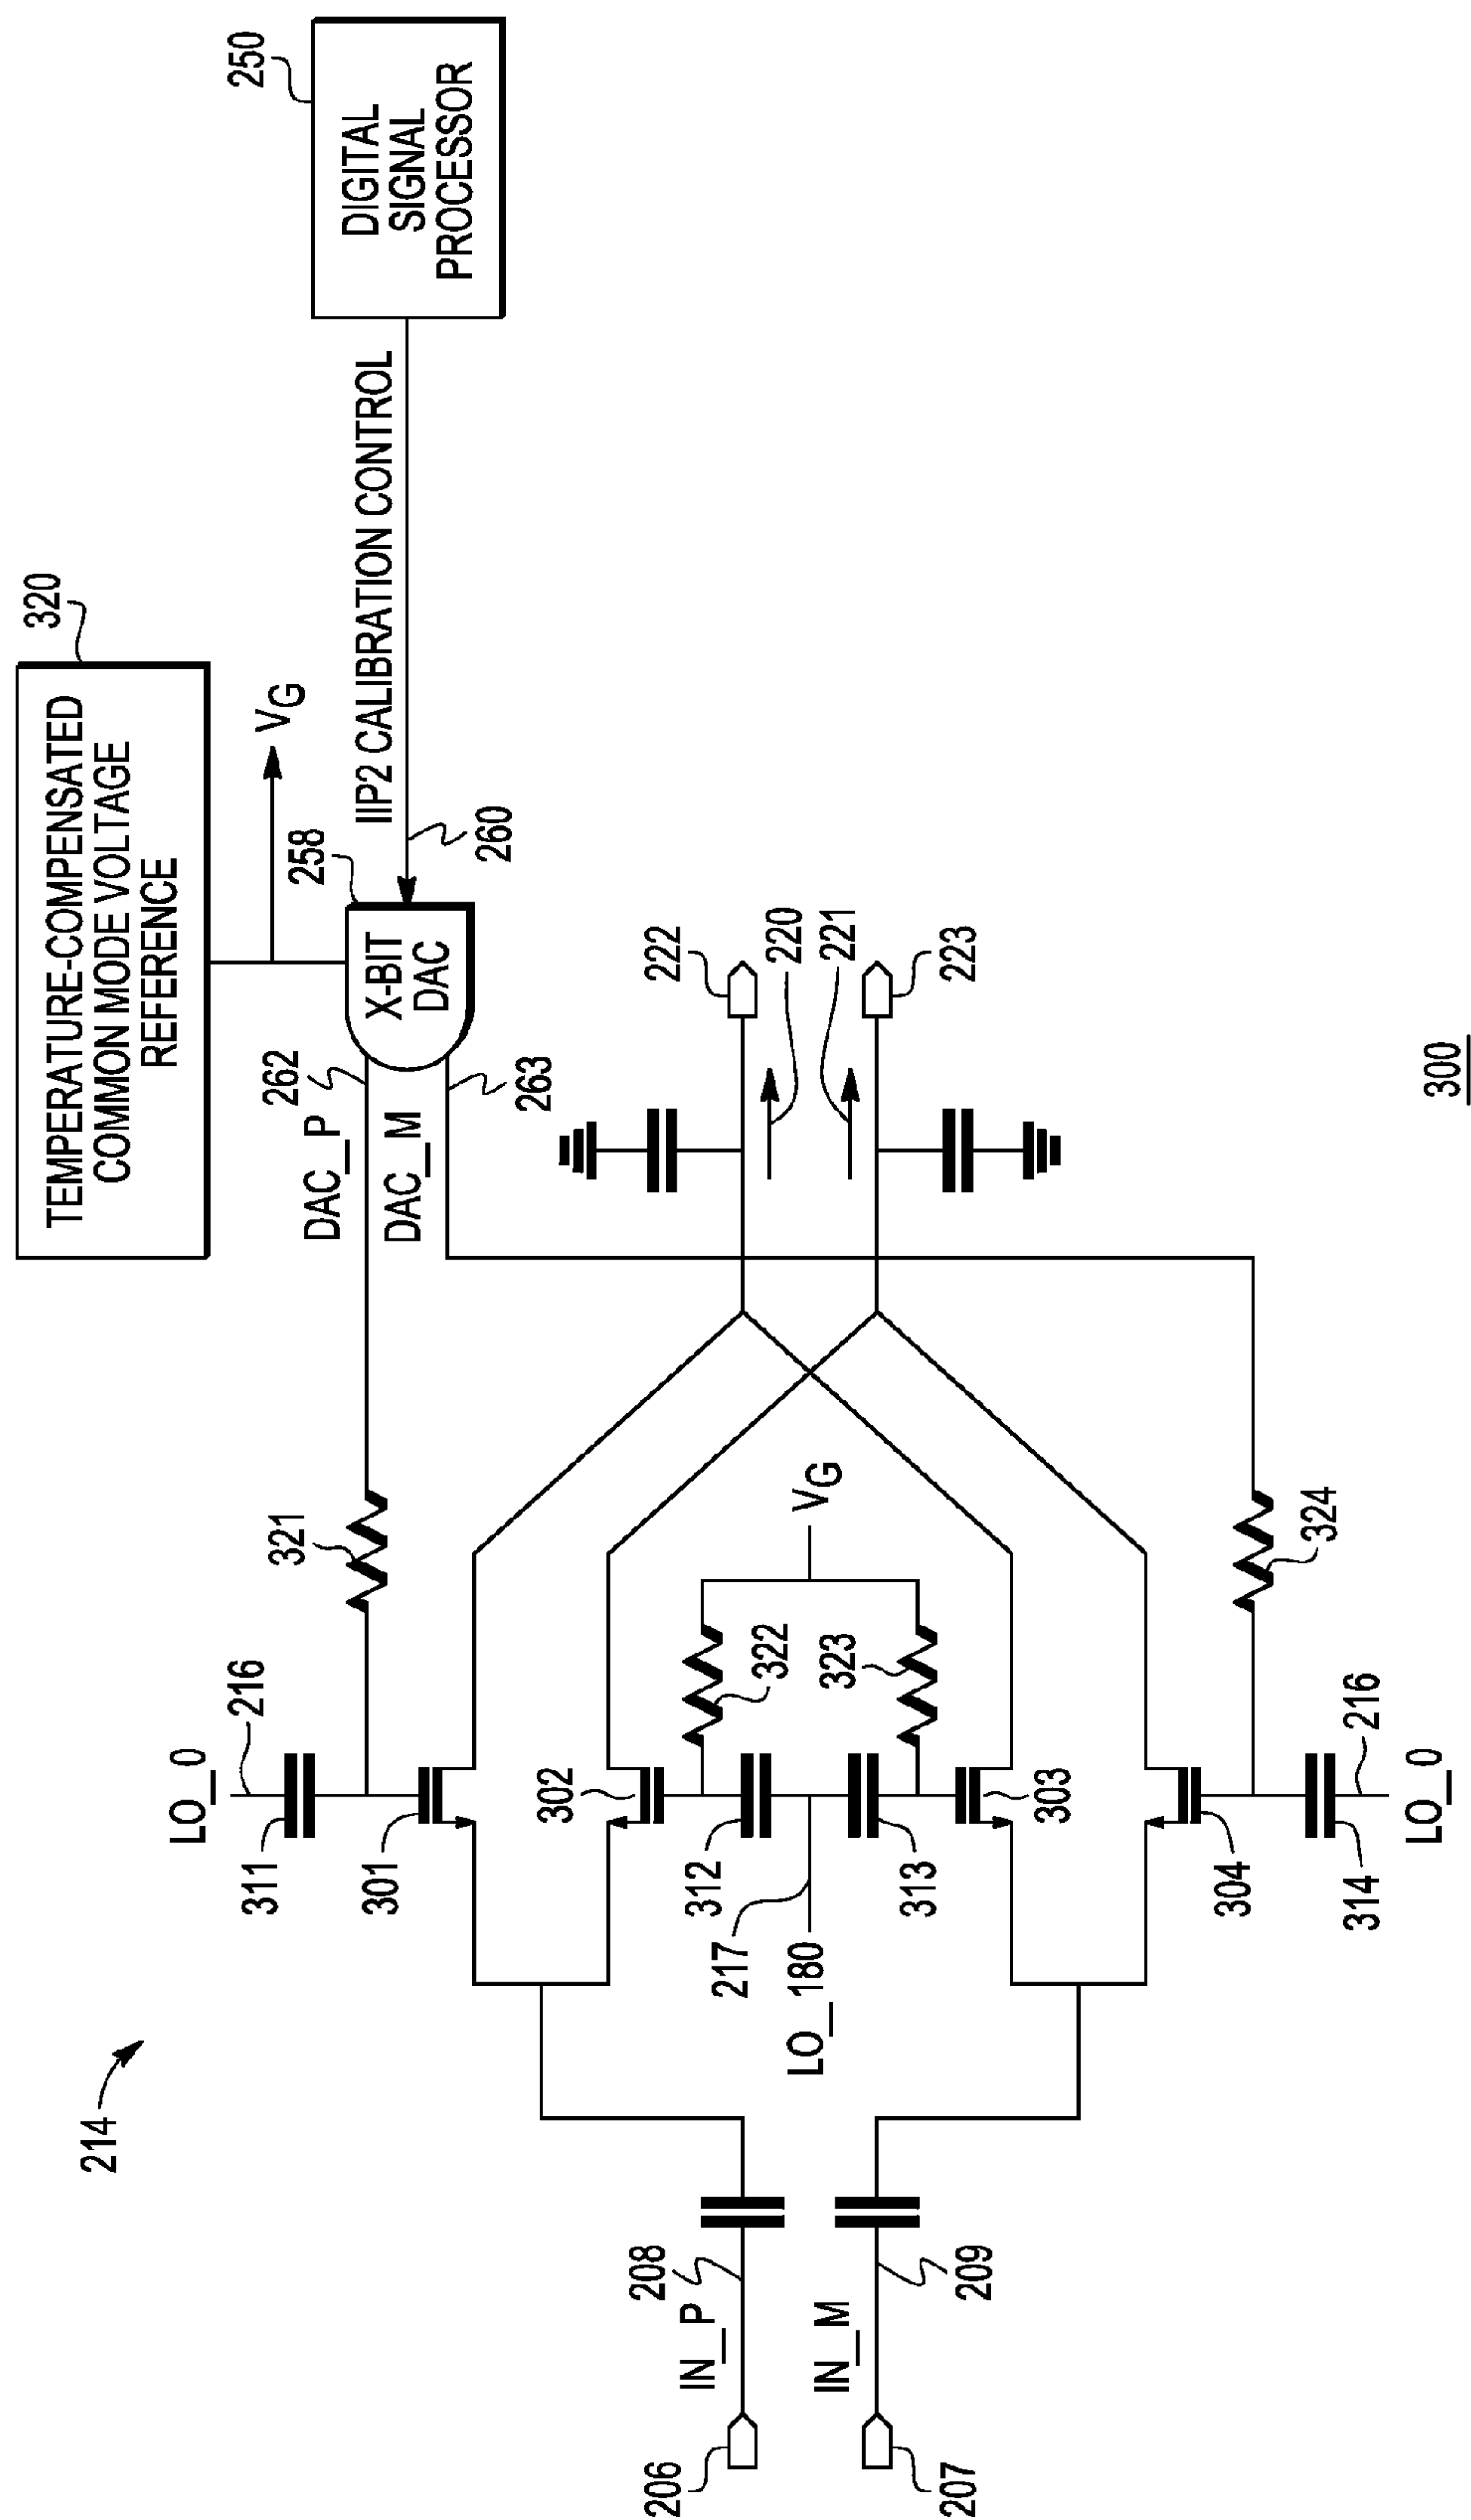 214
TEMPERATURE-COMPENSATED
COMMON MODE VOLTAGE
REFERENCE
320
VG
LO_0
216
311
301
321
262
DAC_P
DAC_M
263
258
X-BIT
DAC
IIP2 CALIBRATION CONTROL
260
250
DIGITAL
SIGNAL
PROCESSOR
206
IN_P
208
IN_M
207
209
302
312
322
217
LO_180
VG
313
323
303
222
220
221
223
304
324
314
216
LO_0
300